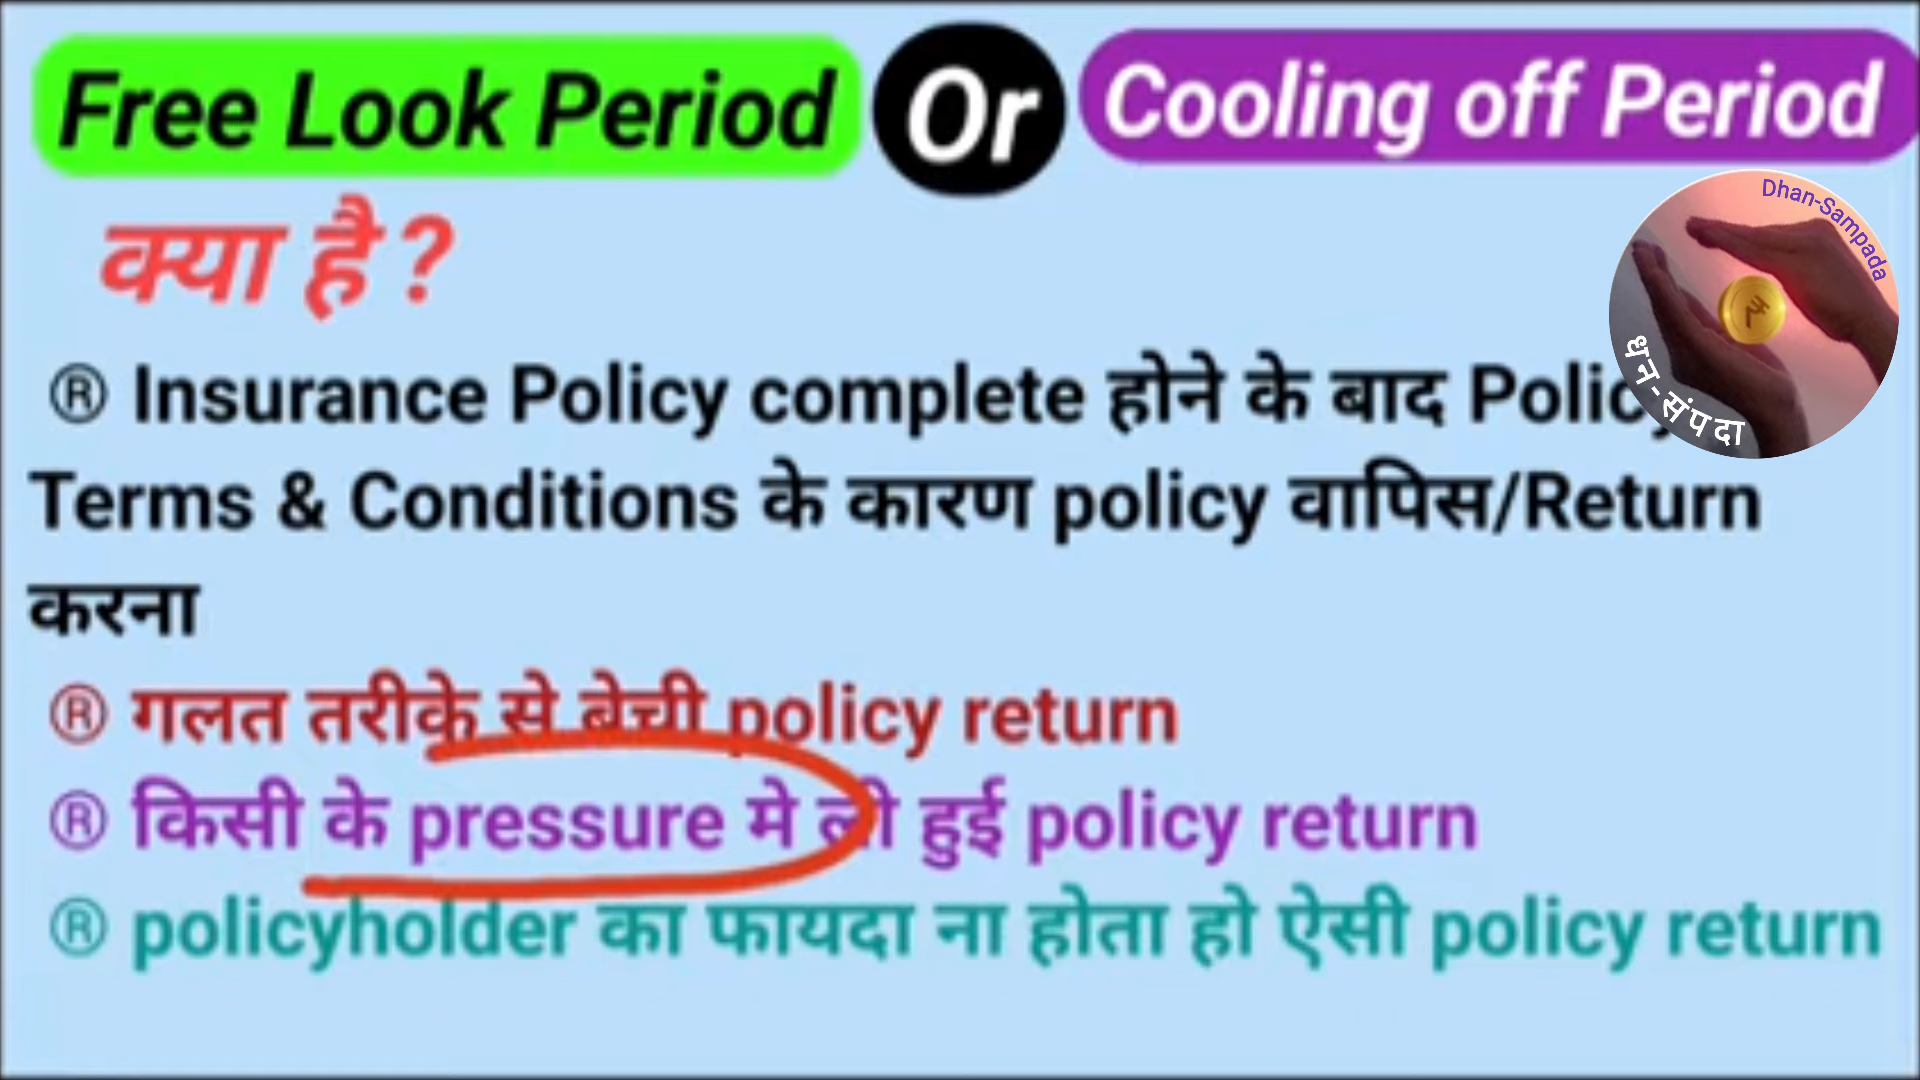 Free Look Period Or Cooling off Period
क्या है ?
Dhan-Sampada
धन-संपदा
® Insurance Policy complete होने के बाद
Terms & Conditions के कारण policy वापिस/Return
करना
® गलत तरीके से बेची policy return
® किसी के pressure मे ली हुई policy return
® policyholder का फायदा ना होता हो ऐसी policy return